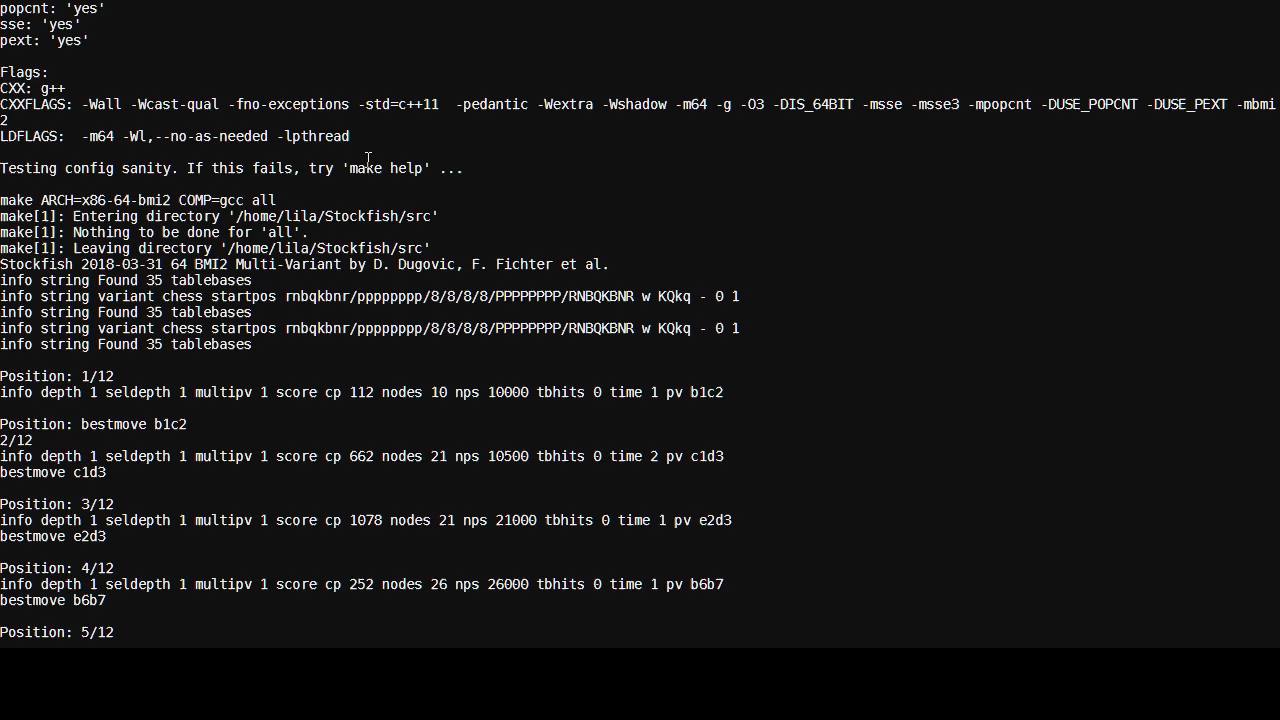 popcnt: 'yes'
sse: 'yes'
pext: 'yes'
Flags:
CXX: g++
CXXFLAGS: -Wall -Wcast-qual -fno-exceptions -std=c++11  -pedantic -Wextra -Wshadow -m64 -g -O3 -DIS_64BIT -msse -msse3 -mpopcnt -DUSE_POPCNT -DUSE_PEXT -mbmi
2
LDFLAGS:  -m64 -Wl,--no-as-needed -lpthread
Testing config sanity. If this fails, try 'make help' ...
make ARCH=x86-64-bmi2 COMP=gcc all
make[1]: Entering directory '/home/lila/Stockfish/src'
make[1]: Nothing to be done for 'all'.
make[1]: Leaving directory '/home/lila/Stockfish/src'
Stockfish 2018-03-31 64 BMI2 Multi-Variant by D. Dugovic, F. Fichter et al.
info string Found 35 tablebases
info string variant chess startpos rnbqkbnr/pppppppp/8/8/8/8/PPPPPPPP/RNBQKBNR w KQkq - 0 1
info string Found 35 tablebases
info string variant chess startpos rnbqkbnr/pppppppp/8/8/8/8/PPPPPPPP/RNBQKBNR w KQkq - 0 1
info string Found 35 tablebases
Position: 1/12
info depth 1 seldepth 1 multipv 1 score cp 112 nodes 10 nps 10000 tbhits 0 time 1 pv b1c2
Position: bestmove b1c2
2/12
info depth 1 seldepth 1 multipv 1 score cp 662 nodes 21 nps 10500 tbhits 0 time 2 pv c1d3
bestmove c1d3
Position: 3/12
info depth 1 seldepth 1 multipv 1 score cp 1078 nodes 21 nps 21000 tbhits 0 time 1 pv e2d3
bestmove e2d3
Position: 4/12
info depth 1 seldepth 1 multipv 1 score cp 252 nodes 26 nps 26000 tbhits 0 time 1 pv b6b7
bestmove b6b7
Position: 5/12